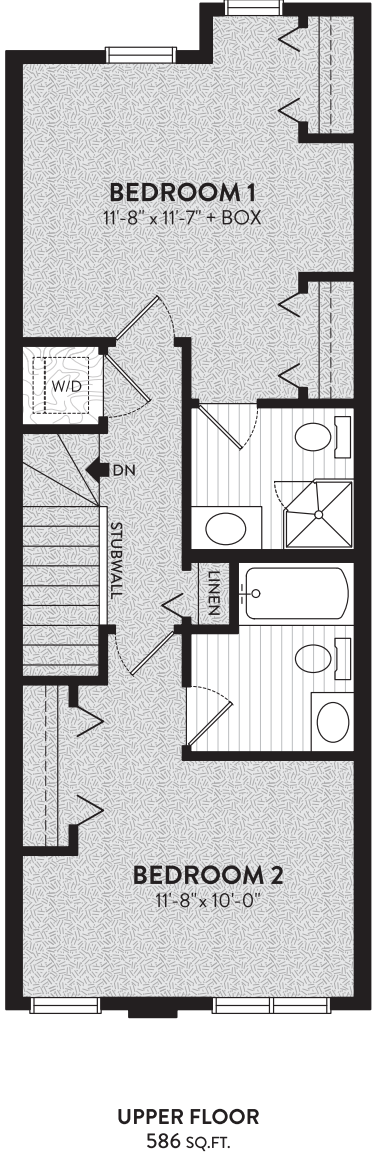 BEDROOM 1
11'-8" x 11'-7" + BOX
W/D
DN
STUBWALL
LINEN
BEDROOM 2
11'-8" x 10'-0"
UPPER FLOOR
586 SQ.FT.